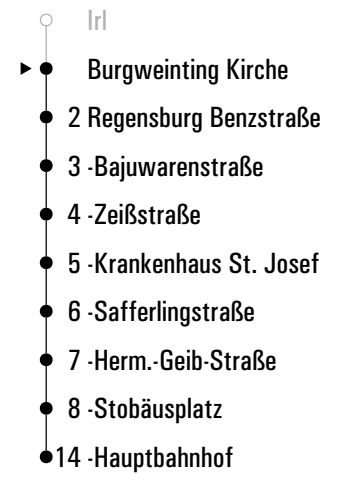 Irl
Burgweinting Kirche
2 Regensburg Benzstraße
3 -Bajuwarenstraße
4 -Zeißstraße
5 -Krankenhaus St. Josef
6 -Safferlingstraße
7 -Herm.-Geib-Straße
8 -Stobäusplatz
14 -Hauptbahnhof